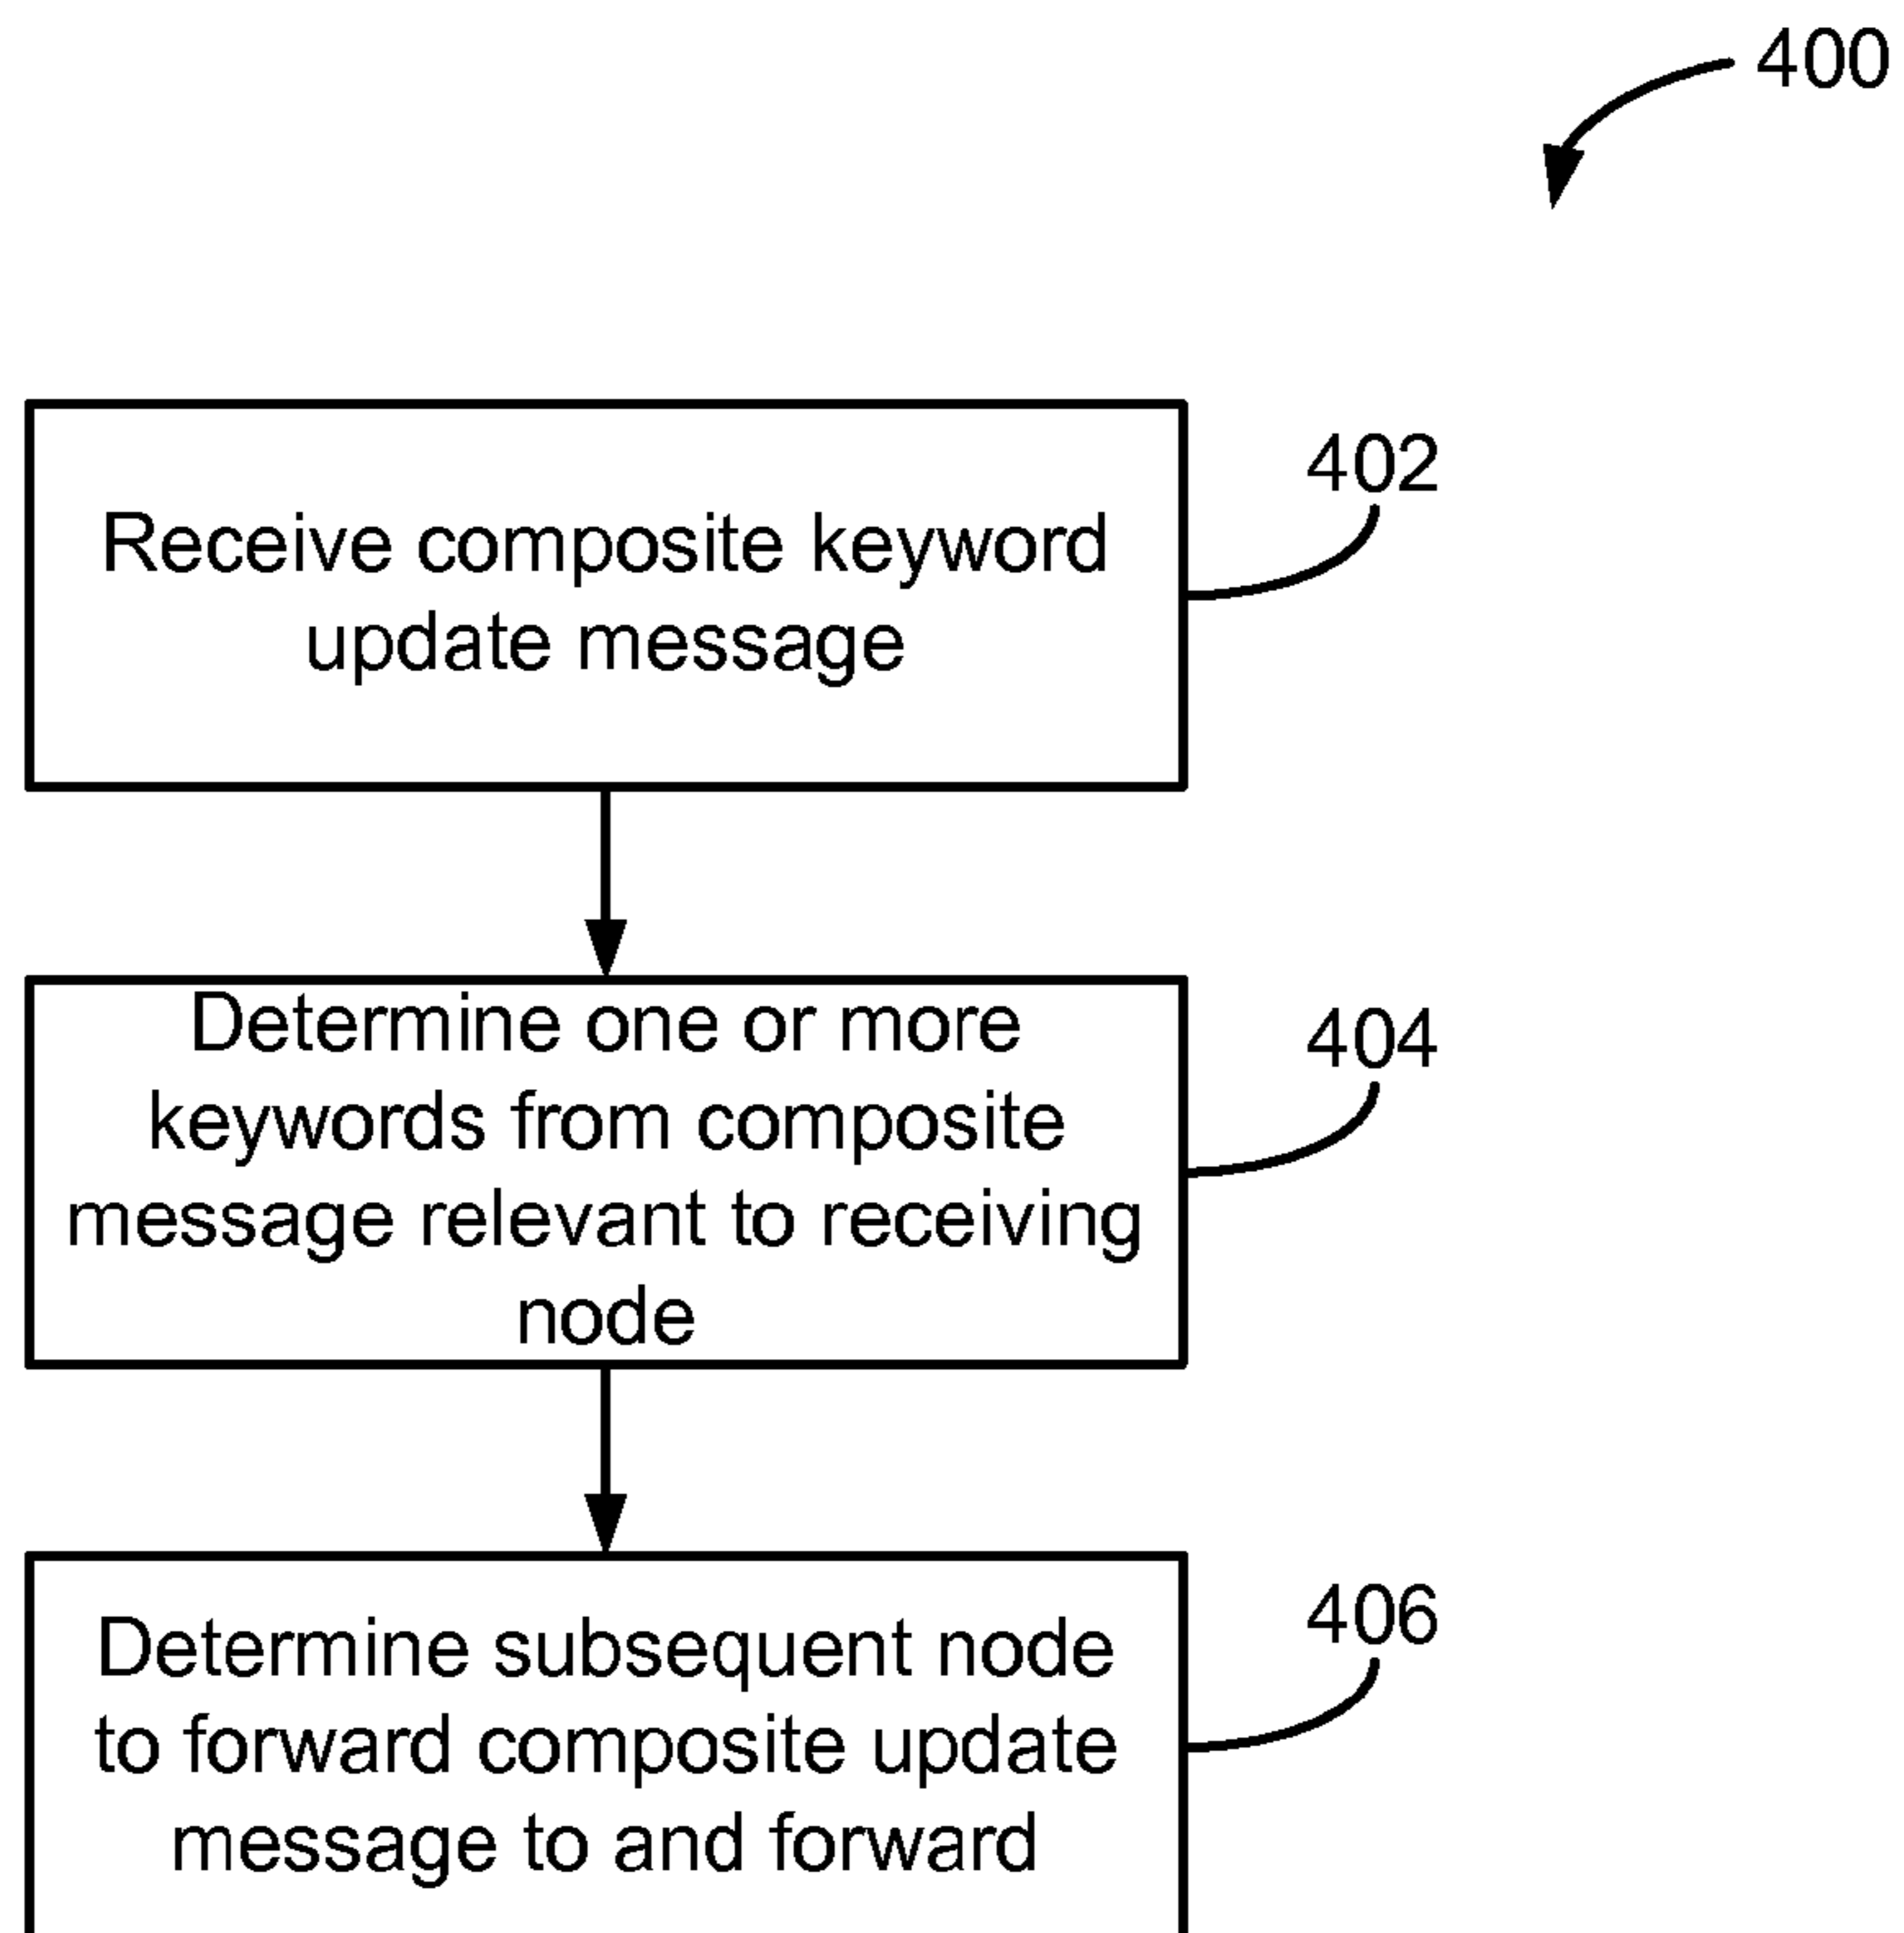 400
Receive composite keyword
update message
402
Determine one or more
keywords from composite
message relevant to receiving
node
404
Determine subsequent node
to forward composite update
message to and forward
406